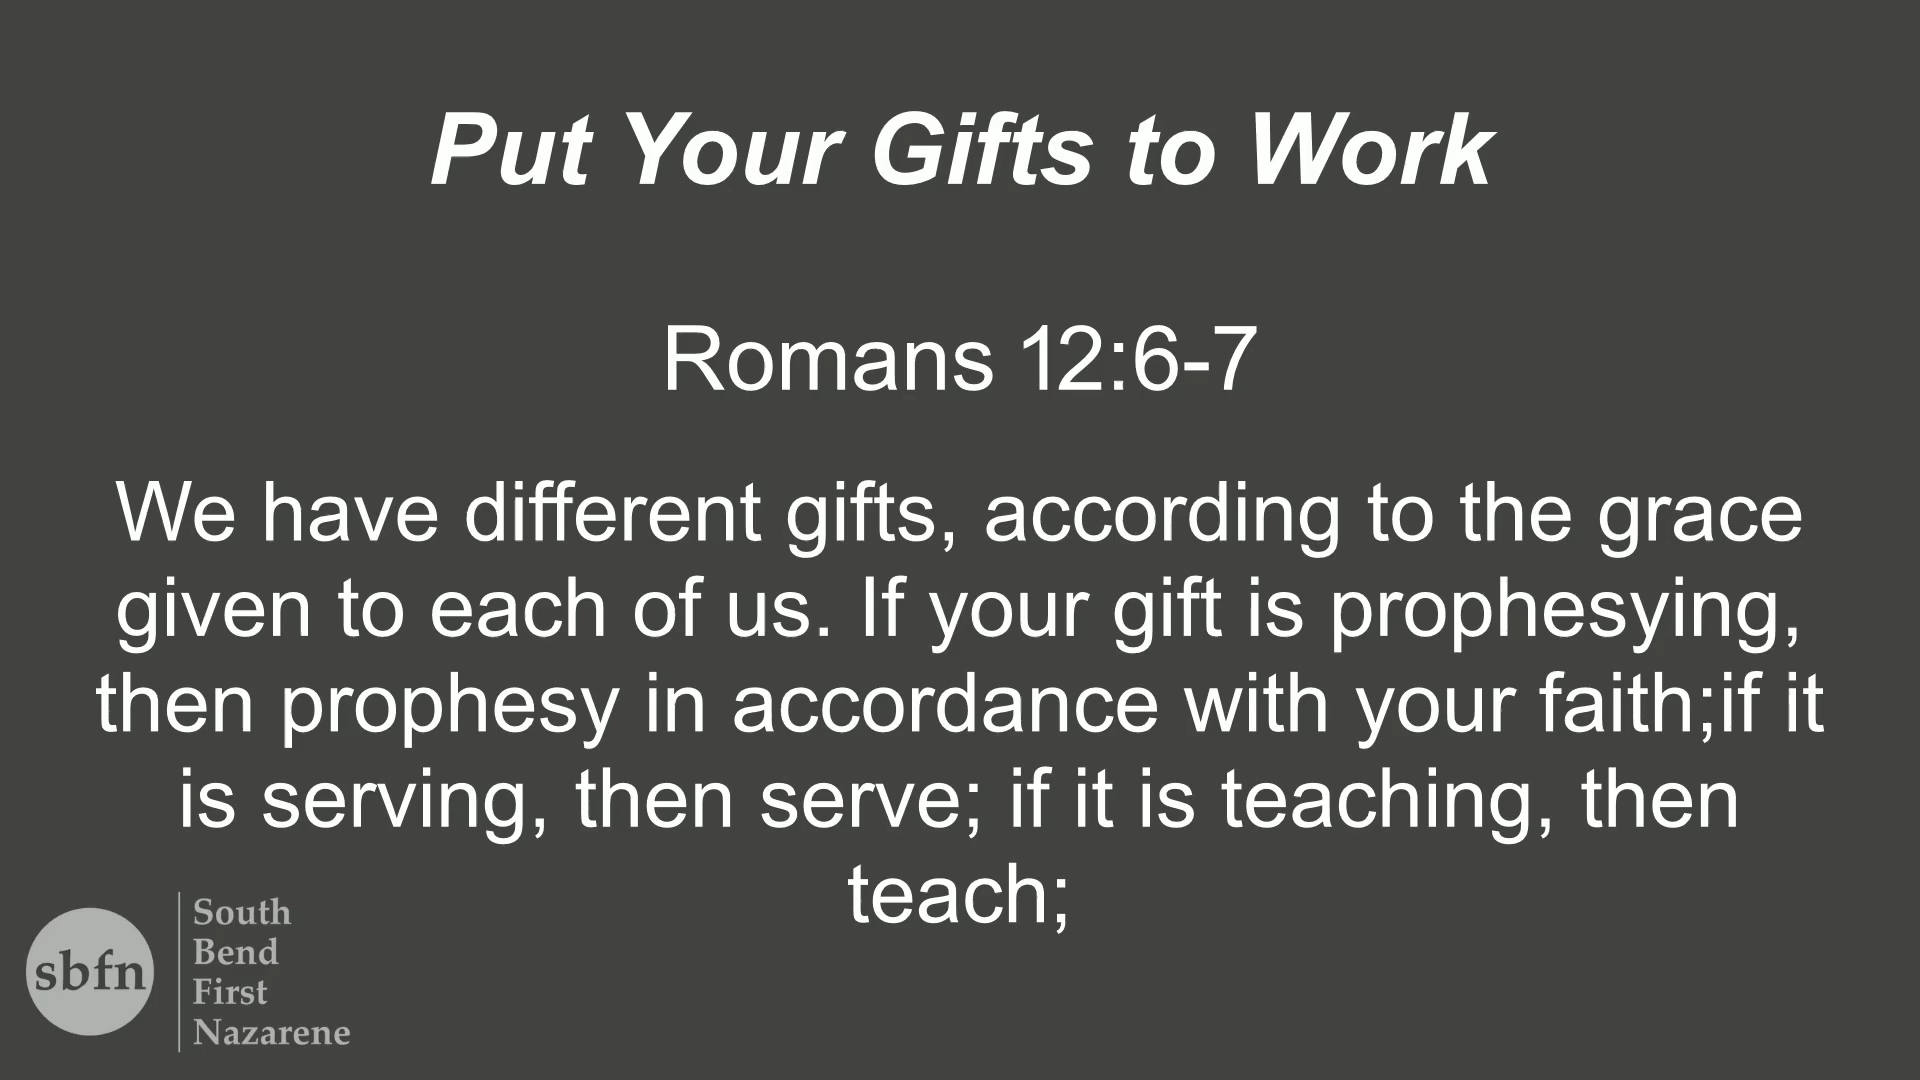 Put Your Gifts to Work
Romans 12:6-7
We have different gifts, according to the grace
given to each of us. If your gift is prophesying,
then prophesy in accordance with your faith;if it
is serving, then serve; if it is teaching, then
teach;
sbfn
South
Bend
First
Nazarene